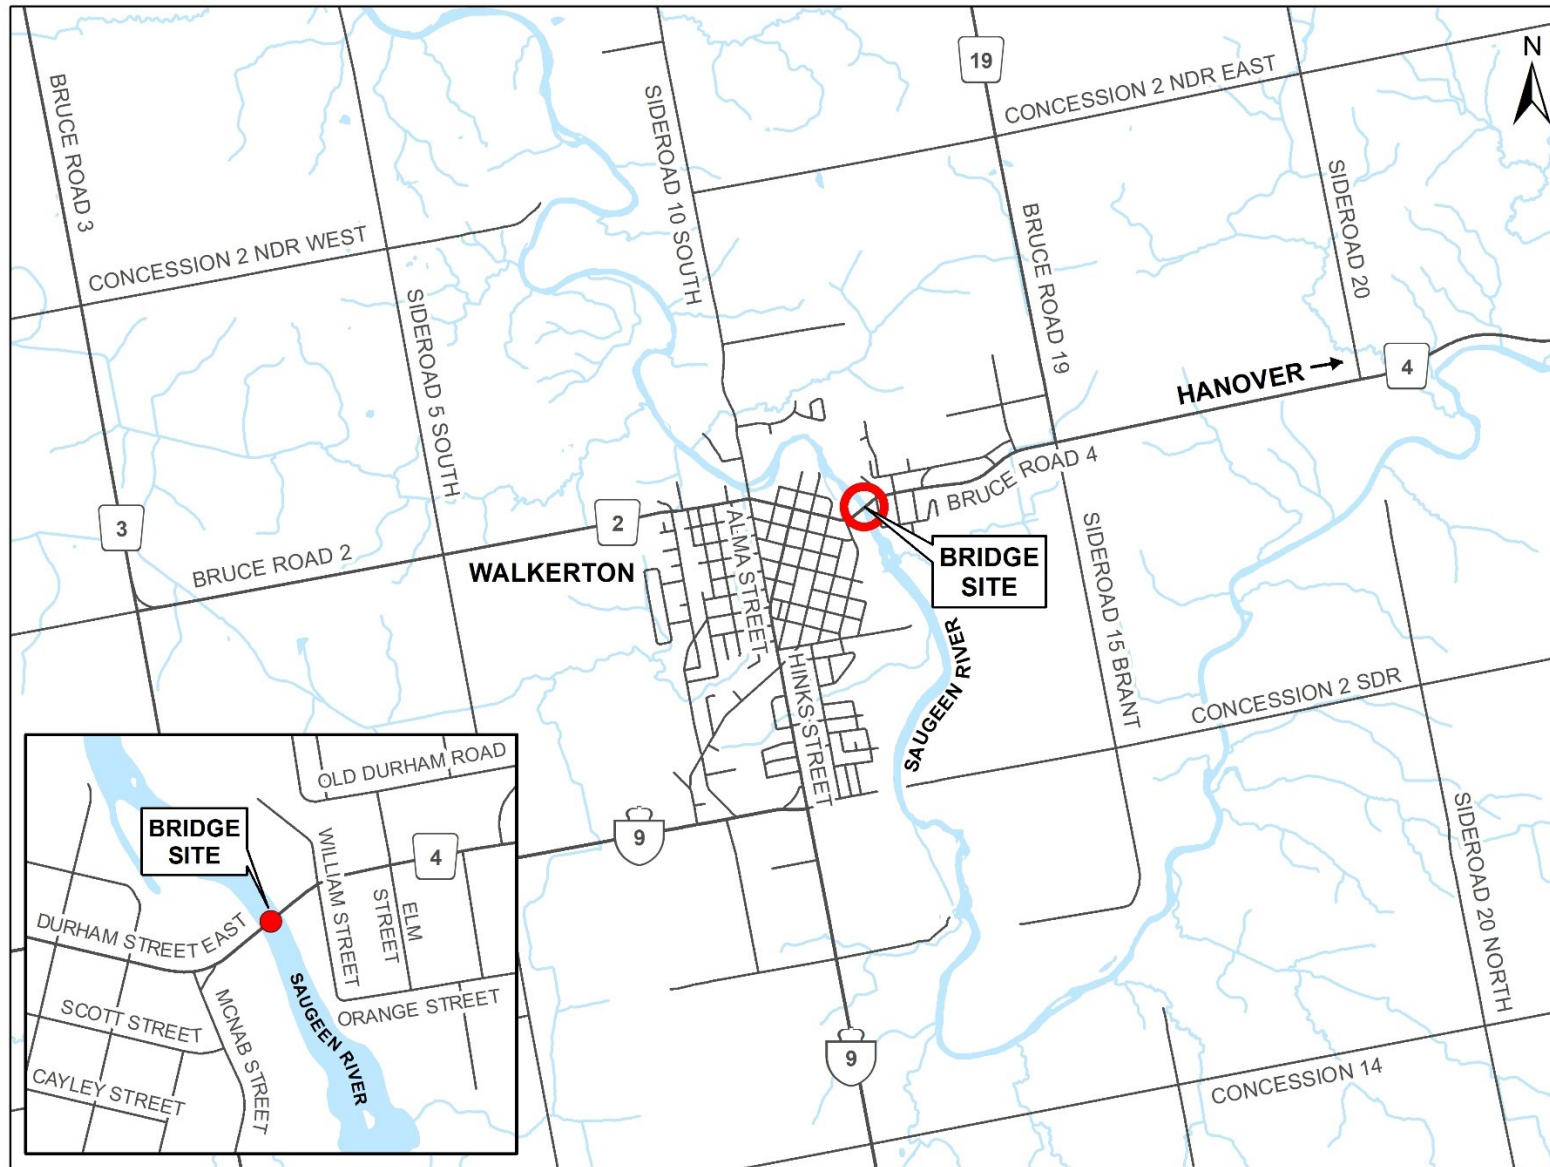 N
19
CONCESSION 2 NDR EAST
BRUCE ROAD 3
SIDEROAD 10 SOUTH
SIDEROAD 20
CONCESSION 2 NDR WEST
BRUCE ROAD 19
SIDEROAD 5 SOUTH
HANOVER
4
BRUCE ROAD 4
3
2
BRUCE ROAD 2
WALKERTON
ALMA STREET
BRIDGE
SITE
SIDEROAD 15 BRANT
HINKS STREET
SAUGEEN RIVER
CONCESSION 2 SDR
9
SIDEROAD 20 NORTH
9
CONCESSION 14
OLD DURHAM ROAD
BRIDGE
SITE
4
WILLIAM STREET
ELM
STREET
DURHAM STREET EAST
SAUGEEN RIVER
ORANGE STREET
SCOTT STREET
MCNAB STREET
CAYLEY STREET